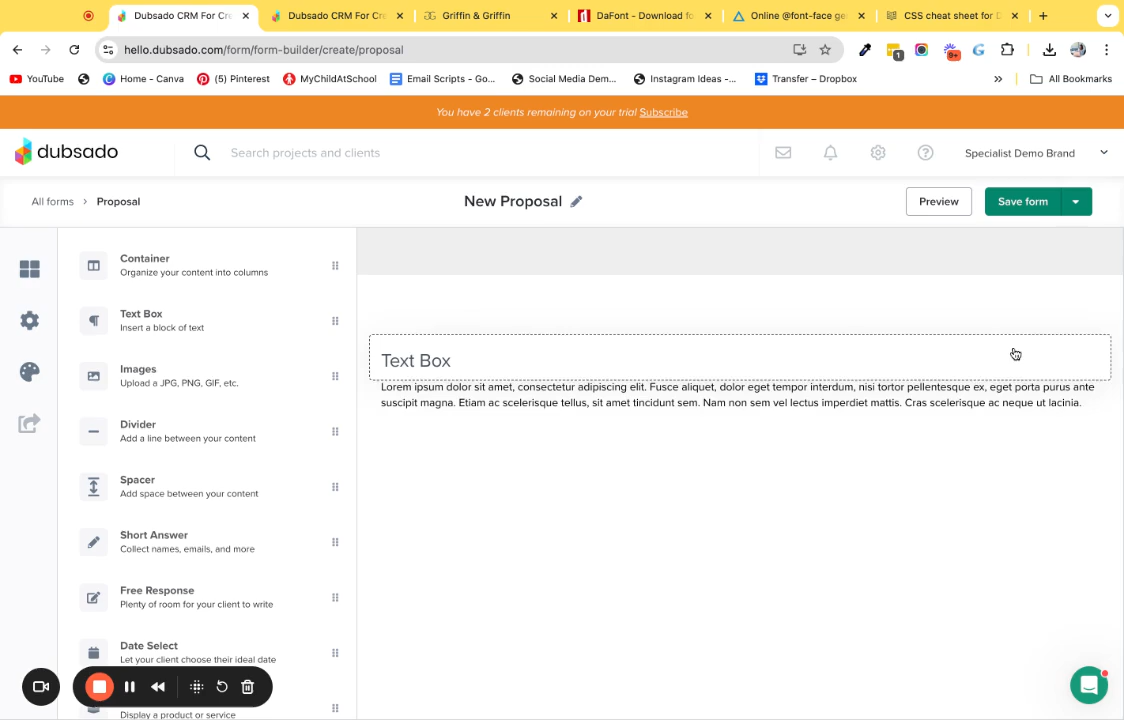 Dubsado CRM For Cre
Dubsado CRM For Cre
Griffin & Griffin
DaFont - Download fo
Online @font-face ge
CSS cheat sheet for D
hello.dubsado.com/form/form-builder/create/proposal
1
9+
YouTube
Home - Canva
(5) Pinterest
MyChildAtSchool
Email Scripts - Go...
Social Media Dem...
Instagram Ideas -...
Transfer – Dropbox
»
All Bookmarks
You have 2 clients remaining on your trial Subscribe
dubsado
Search projects and clients
Specialist Demo Brand
All forms > Proposal
New Proposal
Preview
Save form
Container
Organize your content into columns
Text Box
Insert a block of text
Images
Upload a JPG, PNG, GIF, etc.
Divider
Add a line between your content
Spacer
Add space between your content
Short Answer
Collect names, emails, and more
Free Response
Plenty of room for your client to write
Date Select
Let your client choose their ideal date
Display a product or service
Text Box
Lorem ipsum dolor sit amet, consectetur adipiscing elit. Fusce aliquet, dolor eget tempor interdum, nisi tortor pellentesque ex, eget porta purus ante
suscipit magna. Etiam ac scelerisque tellus, sit amet tincidunt sem. Nam non sem vel lectus imperdiet mattis. Cras scelerisque ac neque ut lacinia.